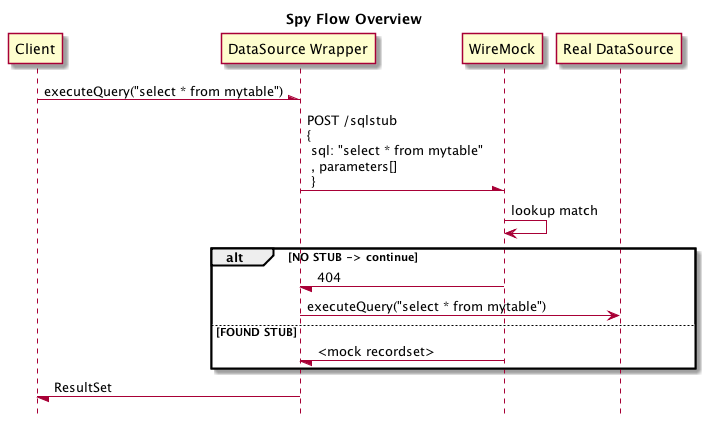 Spy Flow Overview
Client
DataSource Wrapper
WireMock
Real DataSource
executeQuery("select * from mytable")
POST /sqlstub
{
sql: "select * from mytable"
, parameters[]
}
lookup match
alt
[NO STUB -> continue]
404
executeQuery("select * from mytable")
[FOUND STUB]
<mock recordset>
ResultSet